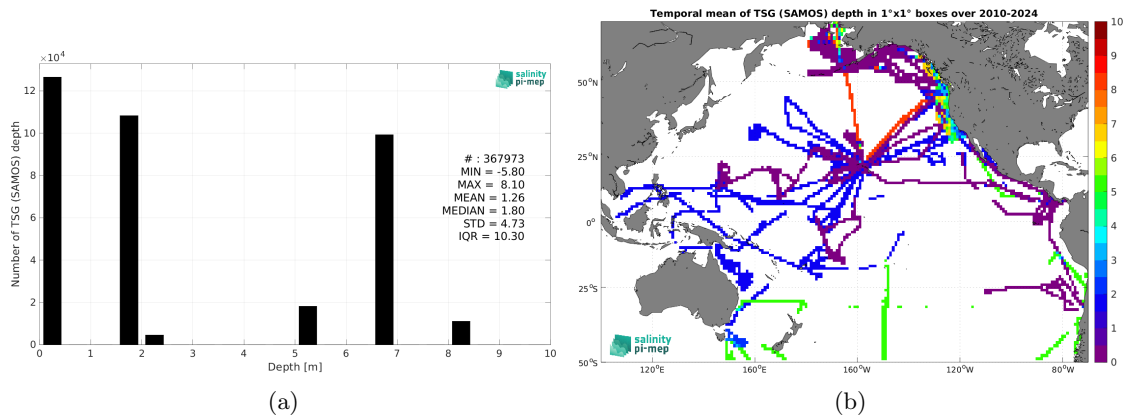 ×10⁴
12
10
8
6
4
2
0
0 1 2 3 4 5 6 7 8 9 10
Number of TSG (SAMOS) depth
Depth [m]
salinity
pi-mep
# : 367973
MIN = -5.80
MAX = 8.10
MEAN = 1.26
MEDIAN = 1.80
STD = 4.73
IQR = 10.30
(a)
Temporal mean of TSG (SAMOS) depth in 1°x1° boxes over 2010-2024
50°N
25°N
0°
25°S
50°S
120°E 160°E 160°W 120°W 80°W
salinity
pi-mep
10
9
8
7
6
5
4
3
2
1
0
(b)